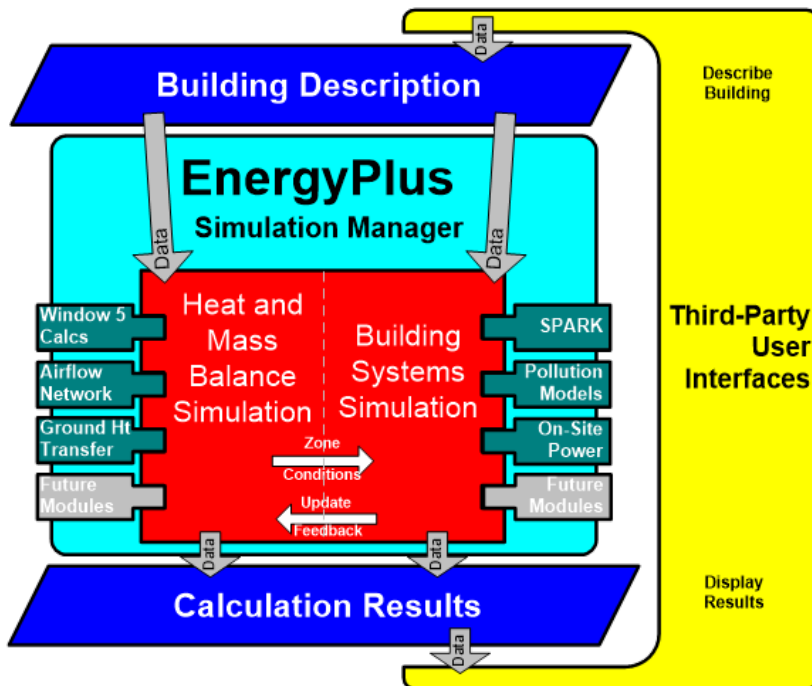 Data
Building Description
Describe
Building
EnergyPlus
Simulation Manager
Data
Data
Heat and
Mass
Balance
Simulation
Building
Systems
Simulation
Window 5
Calcs
Airflow
Network
Ground Ht
Transfer
Future
Modules
SPARK
Pollution
Models
On-Site
Power
Future
Modules
Zone
Conditions
Update
Feedback
Third-Party
User
Interfaces
Data
Data
Calculation Results
Display
Results
Data